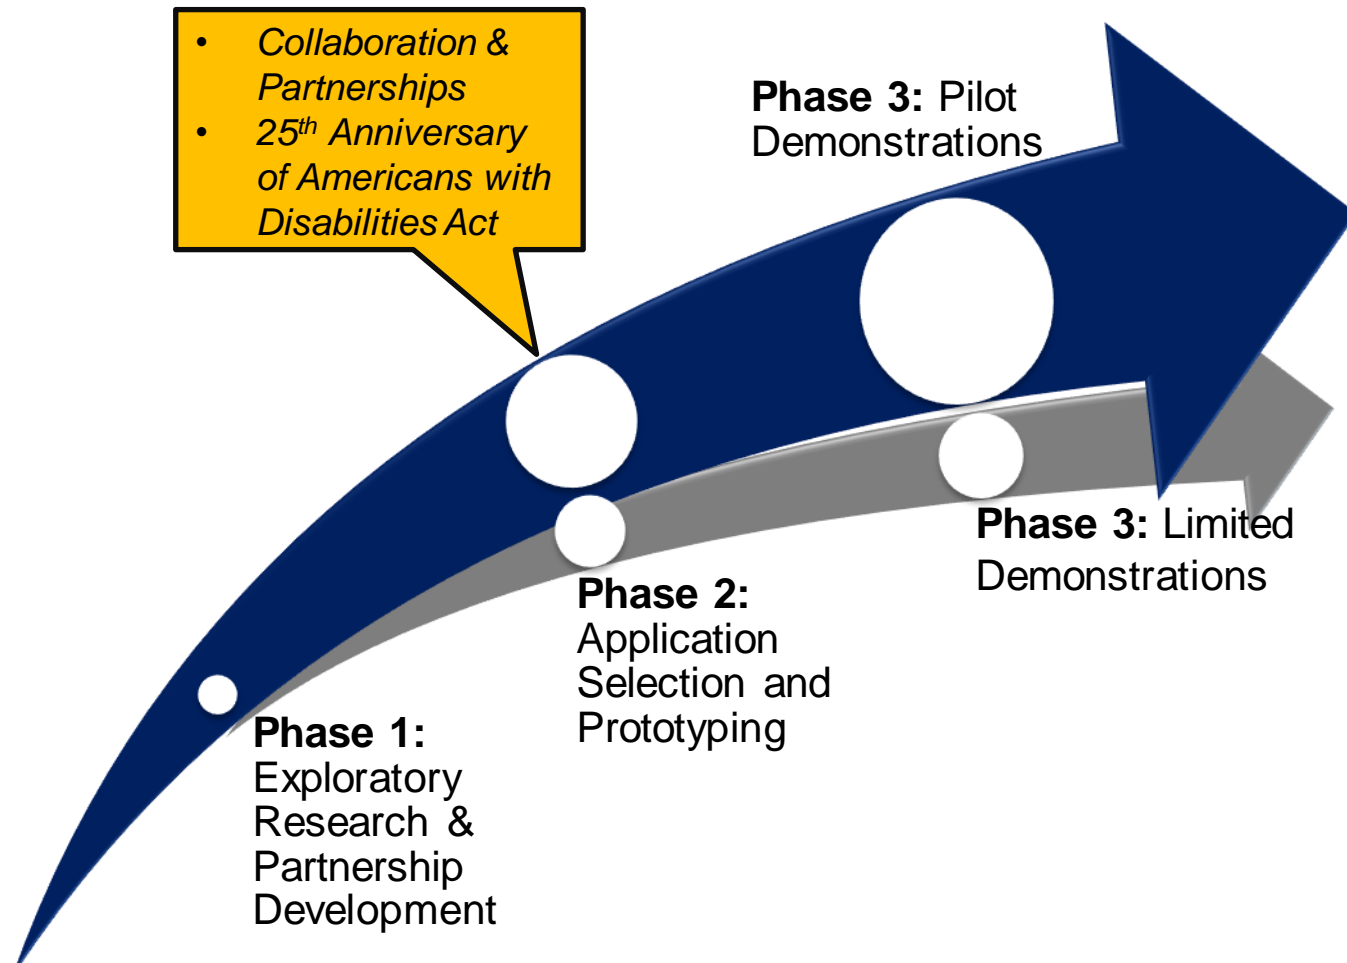 • Collaboration &
Partnerships
• 25th Anniversary
of Americans with
Disabilities Act
Phase 3: Pilot
Demonstrations
Phase 3: Limited
Demonstrations
Phase 2:
Application
Selection and
Prototyping
Phase 1:
Exploratory
Research &
Partnership
Development